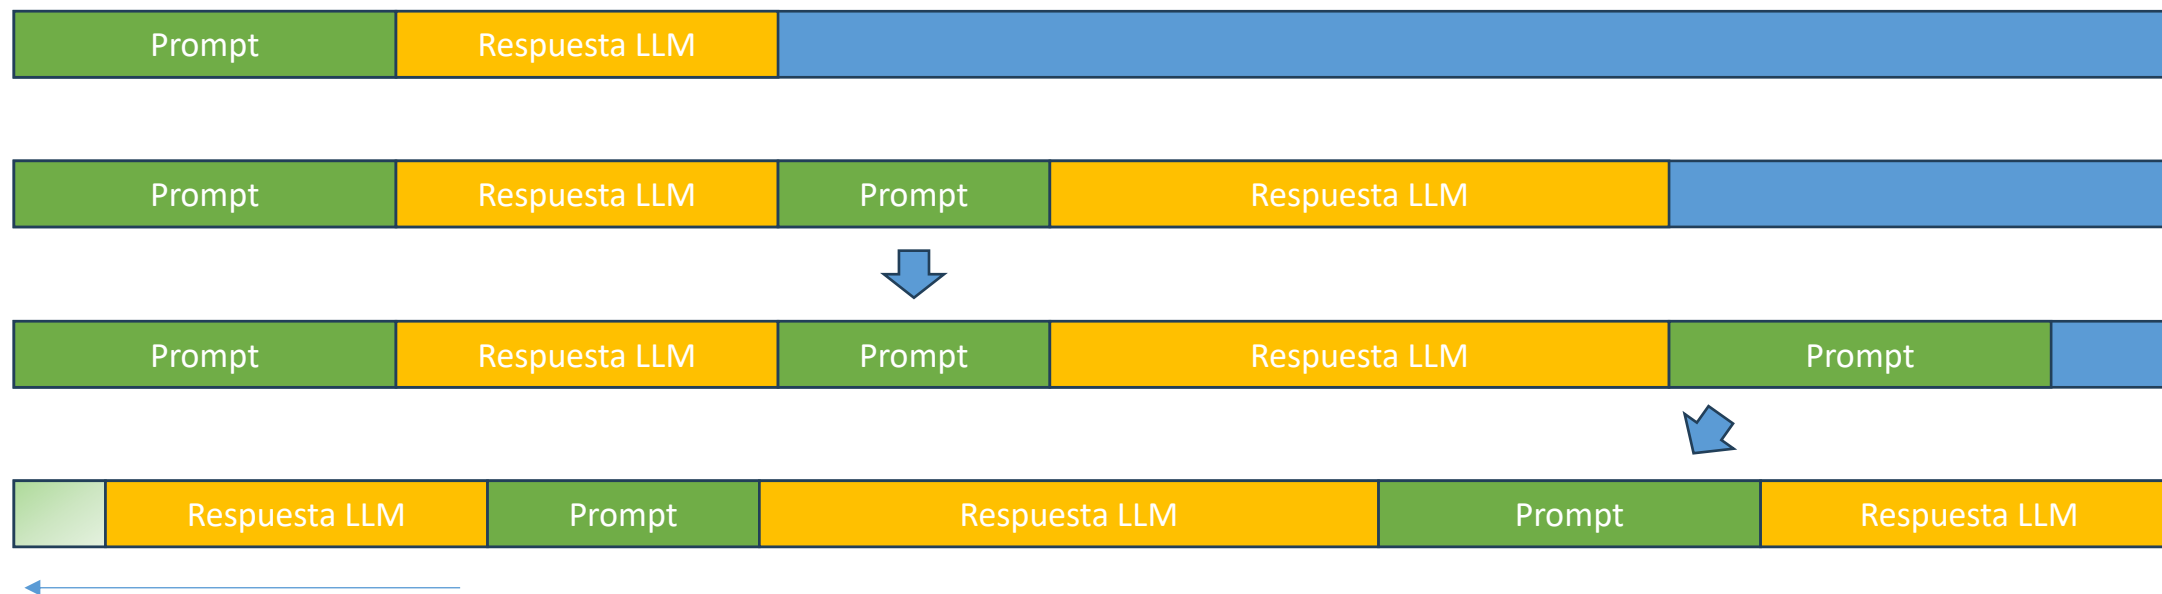 Prompt Respuesta LLM
Prompt Respuesta LLM Prompt Respuesta LLM
Prompt Respuesta LLM Prompt Respuesta LLM Prompt
Respuesta LLM Prompt Respuesta LLM Prompt Respuesta LLM